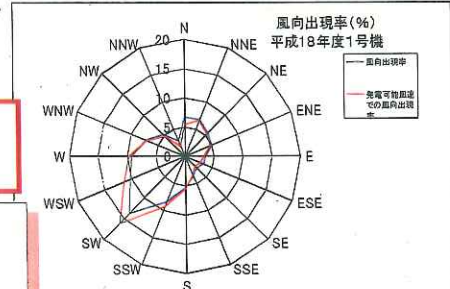 風向出現率(%)
平成18年度1号機
風向出現率
発電可能風速
での風向出現
率
N
NNE
NE
ENE
E
ESE
SE
SSE
S
SSW
SW
WSW
W
WNW
NW
NNW
20
15
10
5
0